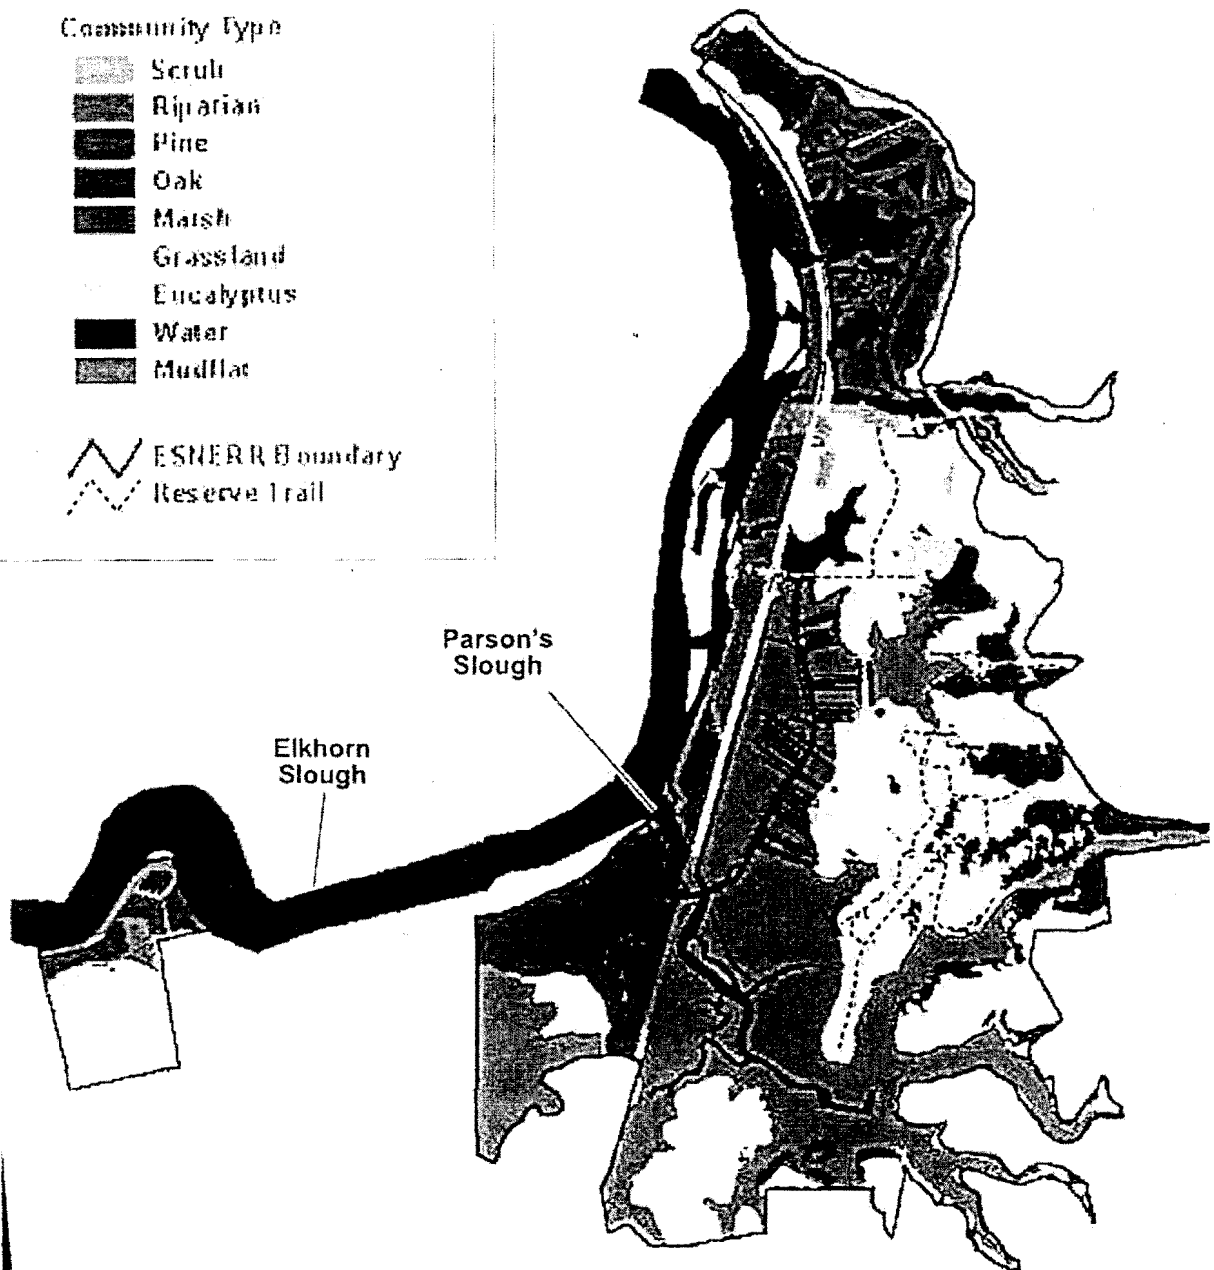 Community Type
Scrub
Riparian
Pine
Oak
Marsh
Grassland
Eucalyptus
Water
Mudflat
ESNERR Boundary
Reserve Trail
Parson's
Slough
Elkhorn
Slough